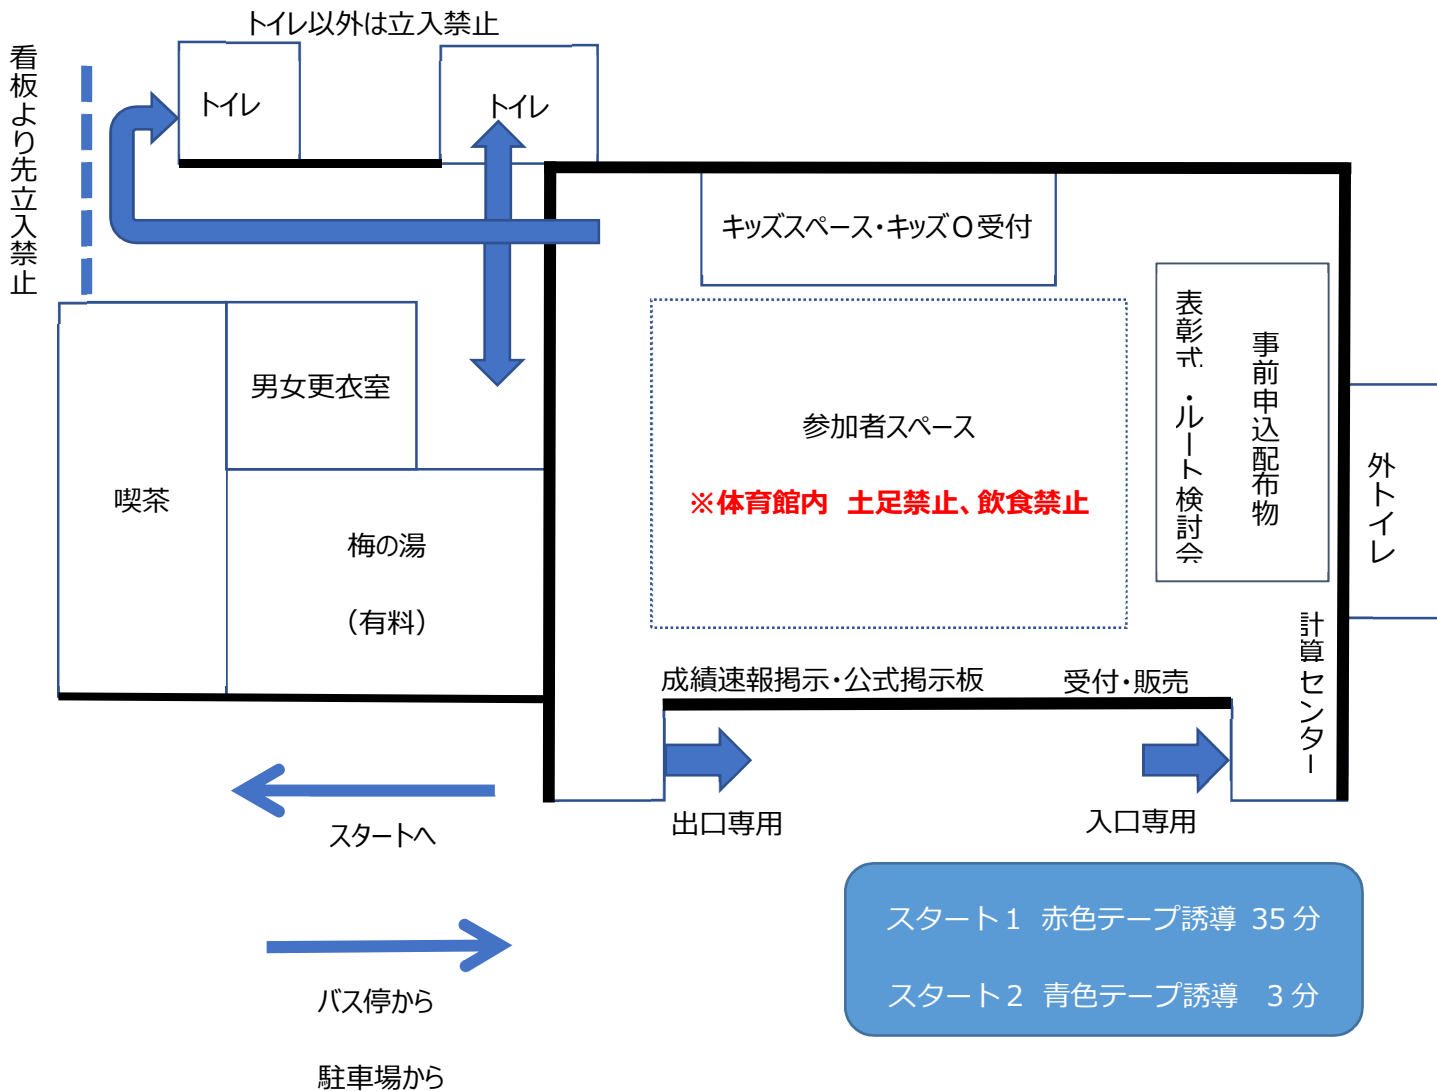 トイレ以外は立入禁止
看板より先立入禁止
トイレ
トイレ
キッズスペース・キッズO受付
表彰式・ルート検討会
事前申込配布物
男女更衣室
参加者スペース
※体育館内 土足禁止、飲食禁止
喫茶
外トイレ
梅の湯
（有料）
計算センター
成績速報掲示・公式掲示板
受付・販売
出口専用
入口専用
スタートへ
スタート１ 赤色テープ誘導 35分
スタート２ 青色テープ誘導 3分
バス停から
駐車場から